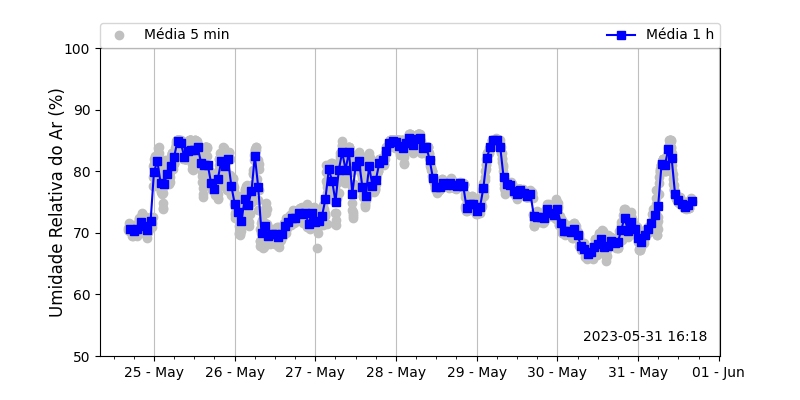 Média 5 min
Média 1 h
Umidade Relativa do Ar (%)
100
90
80
70
60
50
2023-05-31 16:18
25 - May
26 - May
27 - May
28 - May
29 - May
30 - May
31 - May
01 - Jun